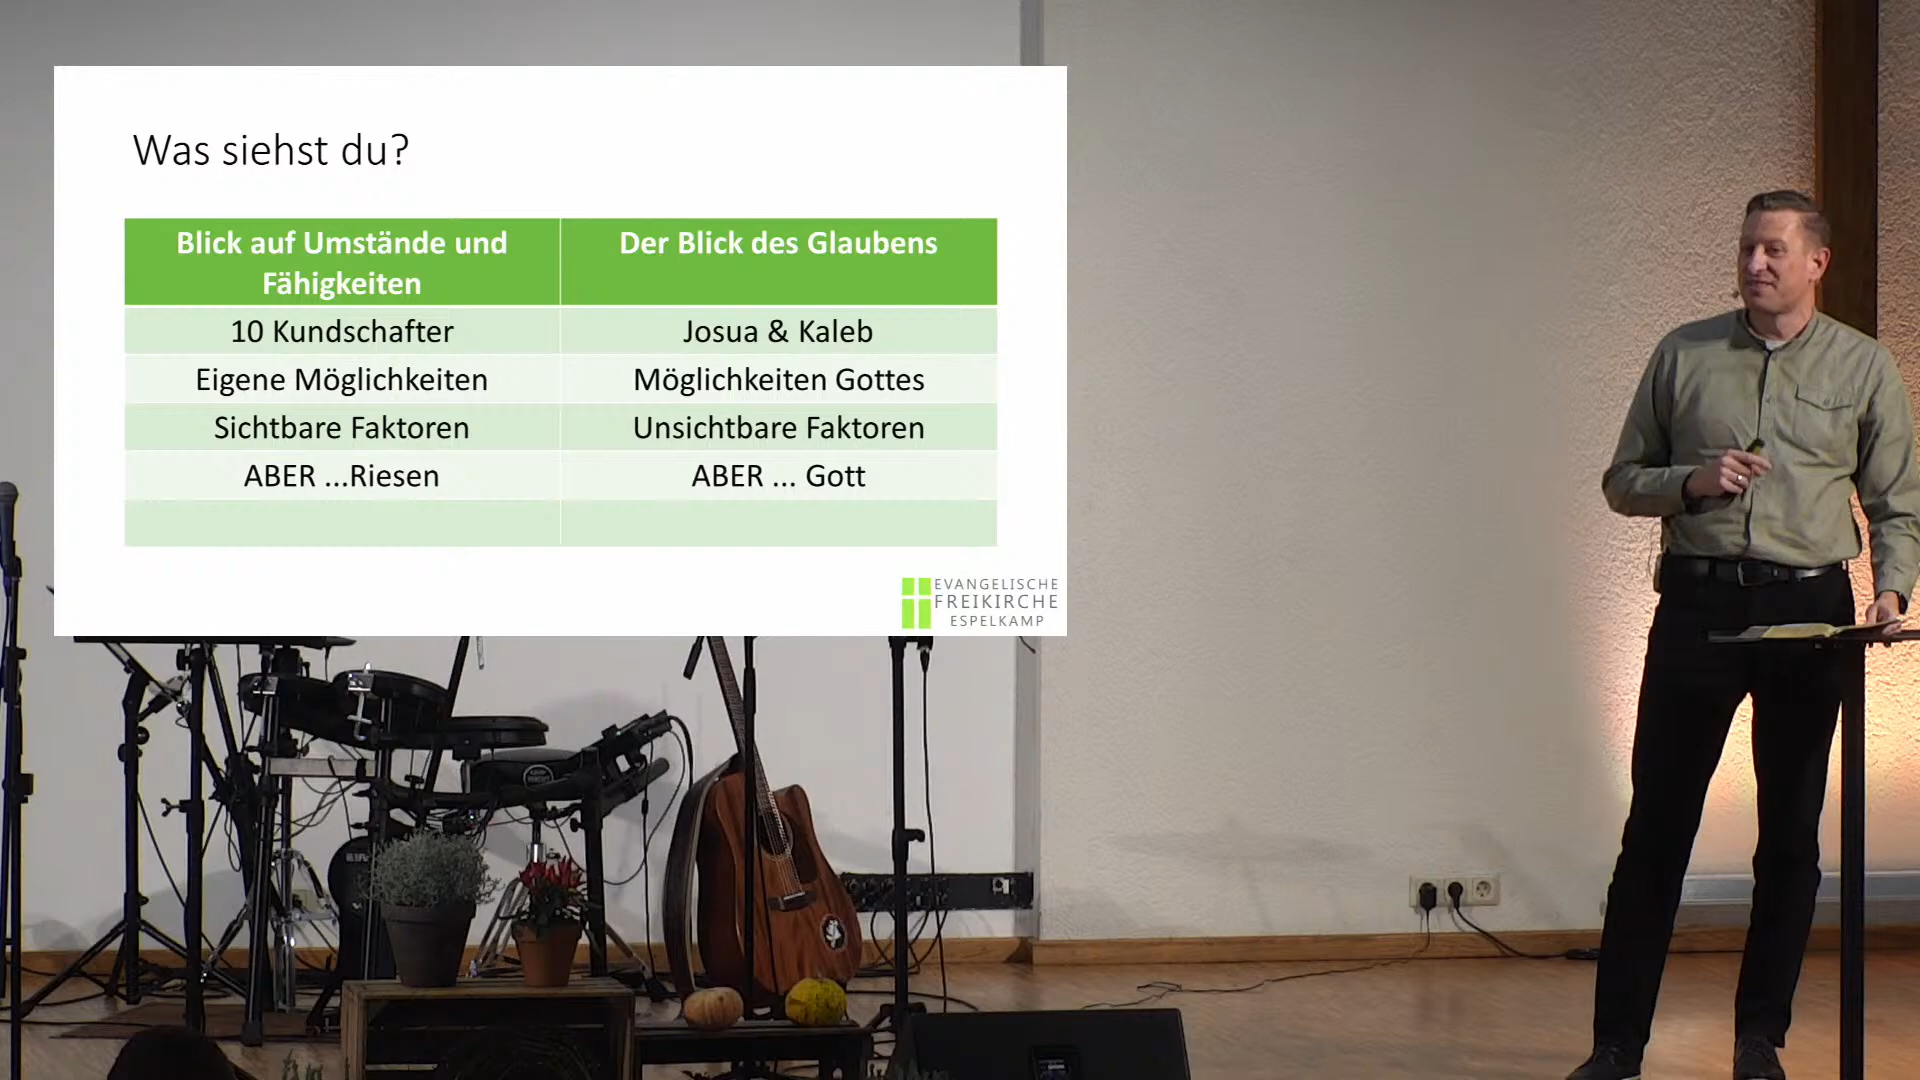 Was siehst du?
Blick auf Umstände und
Fähigkeiten
Der Blick des Glaubens
10 Kundschafter
Josua & Kaleb
Eigene Möglichkeiten
Möglichkeiten Gottes
Sichtbare Faktoren
Unsichtbare Faktoren
ABER ...Riesen
ABER ... Gott
EVANGELISCHE
FREIKIRCHE
ESPELKAMP